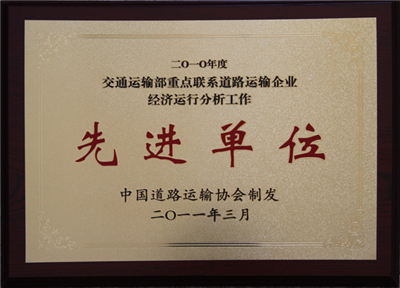 二〇一〇年度
交通运输部重点联系道路运输企业
经济运行分析工作
先进单位
中国道路运输协会制发
二〇一一年三月